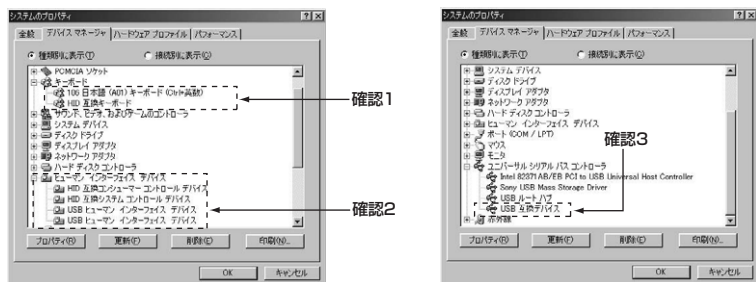 システムのプロパティ
全般 デバイス マネージャ ハードウェア プロファイル パフォーマンス
種類別に表示(T) 接続別に表示(C)
PCMCIA ソケット
キーボード
106 日本語 (A01) キーボード (Ctrl+英数)
HID 互換キーボード
サウンド、ビデオ、およびゲームのコントローラ
システム デバイス
ディスク ドライブ
ディスプレイ アダプタ
ネットワーク アダプタ
ハード ディスク コントローラ
ヒューマン インターフェイス デバイス
HID 互換コンシューマー コントロール デバイス
HID 互換システム コントロール デバイス
USB ヒューマン インターフェイス デバイス
USB ヒューマン インターフェイス デバイス
プロパティ(R) 更新(F) 削除(E) 印刷(N)...
OK キャンセル
確認1
確認2
システムのプロパティ
全般 デバイス マネージャ ハードウェア プロファイル パフォーマンス
種類別に表示(T) 接続別に表示(C)
システム デバイス
ディスク ドライブ
ディスプレイ アダプタ
ネットワーク アダプタ
ハード ディスク コントローラ
ヒューマン インターフェイス デバイス
ポート (COM / LPT)
マウス
モニタ
ユニバーサル シリアル バス コントローラ
Intel 82371AB/EB PCI to USB Universal Host Controller
Sony USB Mass Storage Driver
USB ルート ハブ
USB 互換デバイス
赤外線
確認3
プロパティ(R) 更新(F) 削除(E) 印刷(N)...
OK キャンセル